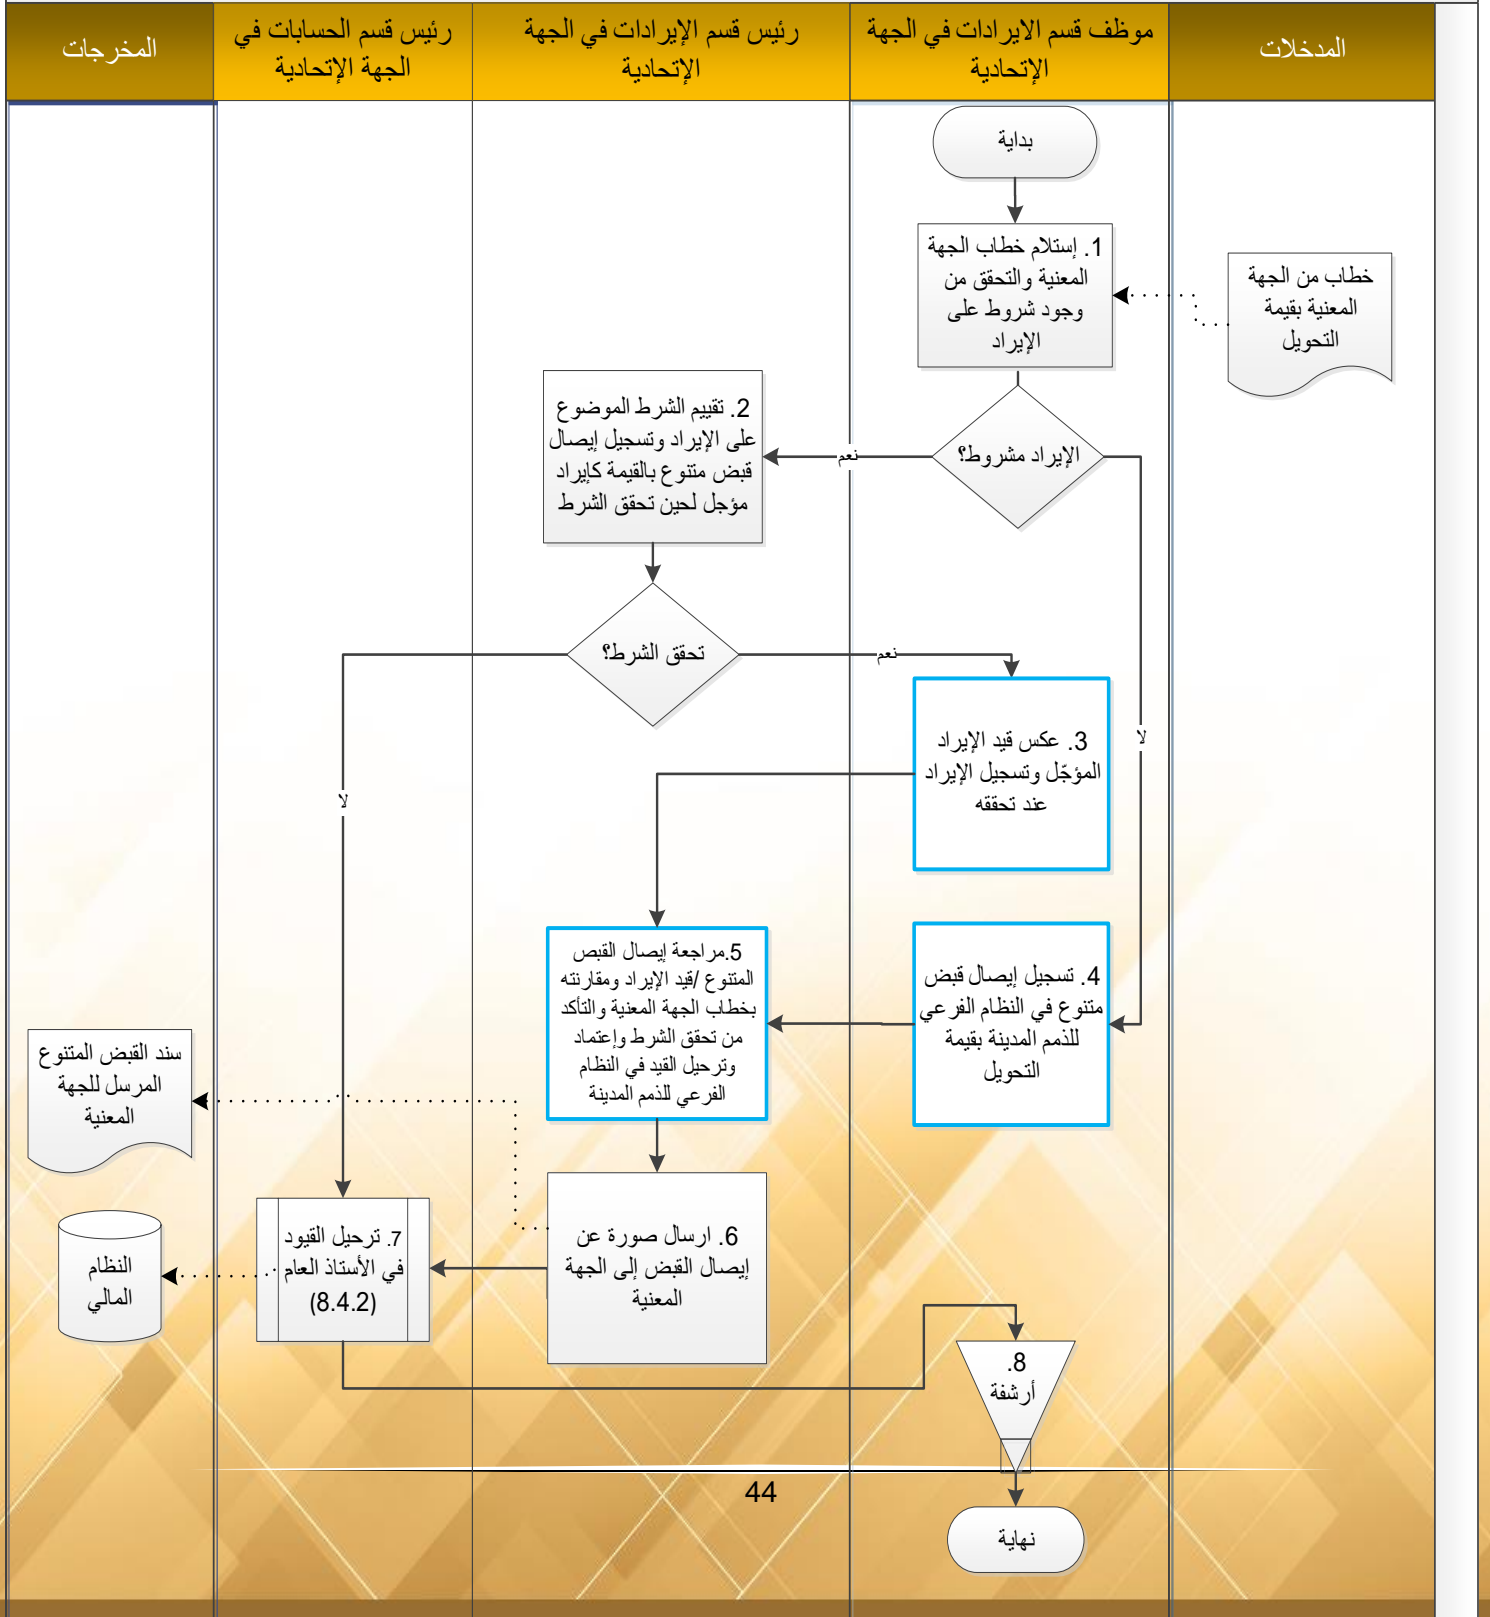 المدخلات
موظف قسم الايرادات في الجهة
الإتحادية
رئيس قسم الإيرادات في الجهة
الإتحادية
رئيس قسم الحسابات في
الجهة الإتحادية
المخرجات
بداية
1. إستلام خطاب الجهة
المعنية والتحقق من
وجود شروط على
الإيراد
خطاب من الجهة
المعنية بقيمة
التحويل
الإيراد مشروط؟
نعم
2. تقييم الشرط الموضوع
على الإيراد وتسجيل إيصال
قبض متنوع بالقيمة كإيراد
مؤجل لحين تحقق الشرط
تحقق الشرط؟
نعم
لا
لا
3. عكس قيد الإيراد
المؤجّل وتسجيل الإيراد
عند تحققه
4. تسجيل إيصال قبض
متنوع في النظام الفرعي
للذمم المدينة بقيمة
التحويل
5.مراجعة إيصال القبص
المتنوع /قيد الإيراد ومقارنته
بخطاب الجهة المعنية والتأكد
من تحقق الشرط وإعتماد
وترحيل القيد في النظام
الفرعي للذمم المدينة
سند القبض المتنوع
المرسل للجهة
المعنية
6. ارسال صورة عن
إيصال القبض إلى الجهة
المعنية
7. ترحيل القيود
في الأستاذ العام
(8.4.2)
النظام
المالي
8.
أرشفة
44
نهاية